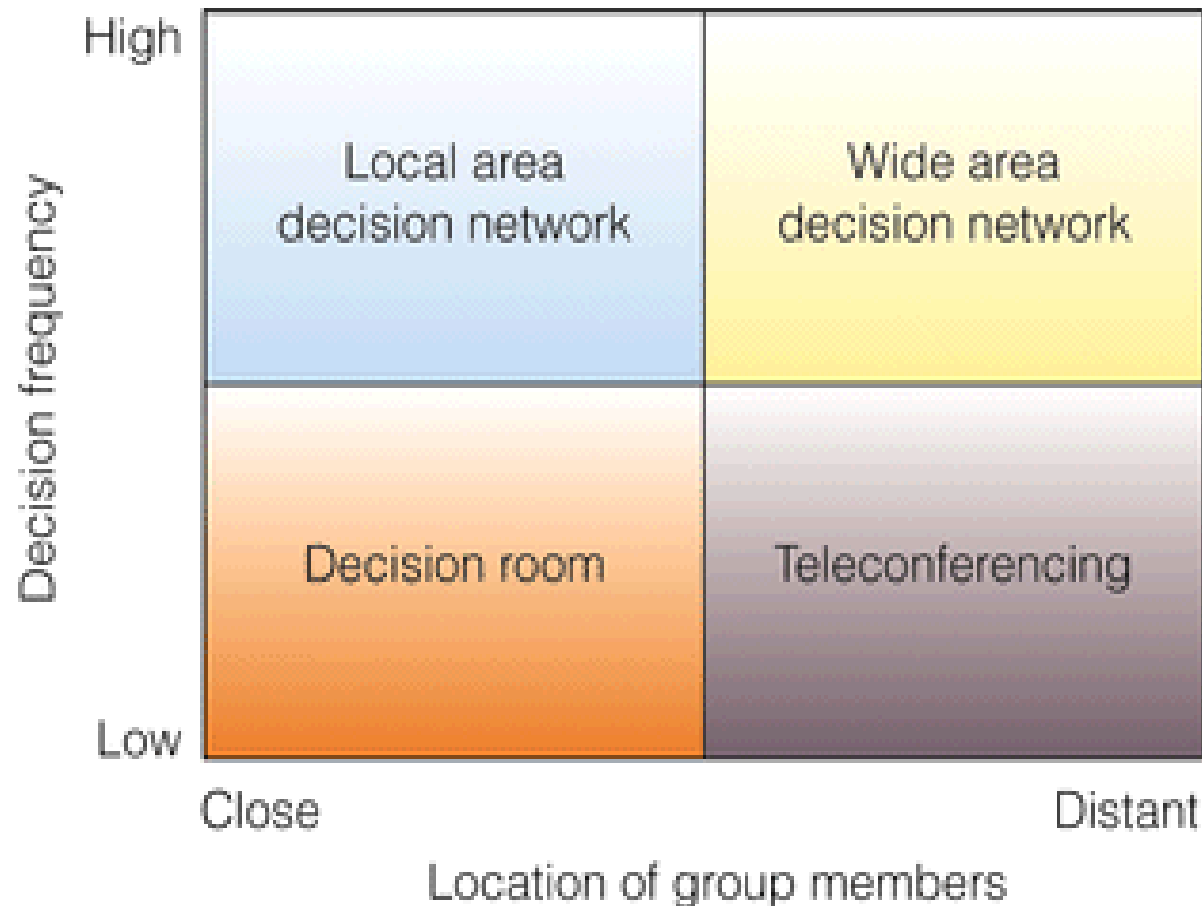 High
Local area
decision network
Wide area
decision network
Decision frequency
Decision room
Teleconferencing
Low
Close
Distant
Location of group members